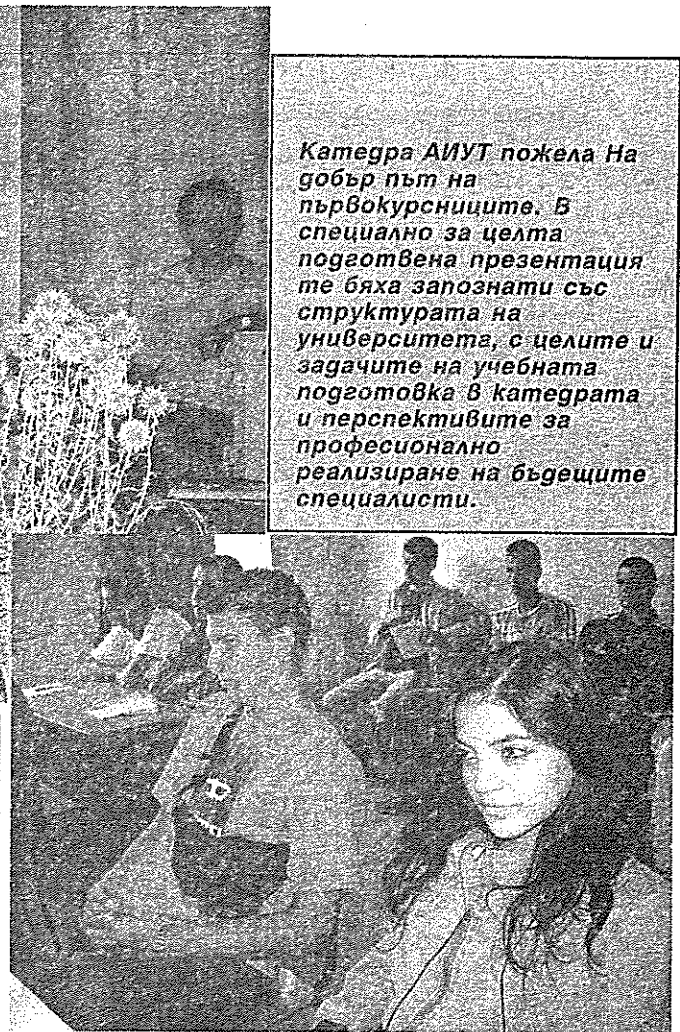 Катедра АИУТ пожела На
добър път на
първокурсниците. В
специално за целта
подготвена презентация
те бяха запознати със
структурата на
университета, с целите и
задачите на учебната
подготовка в катедрата
и перспективите за
професионално
реализиране на бъдещите
специалисти.